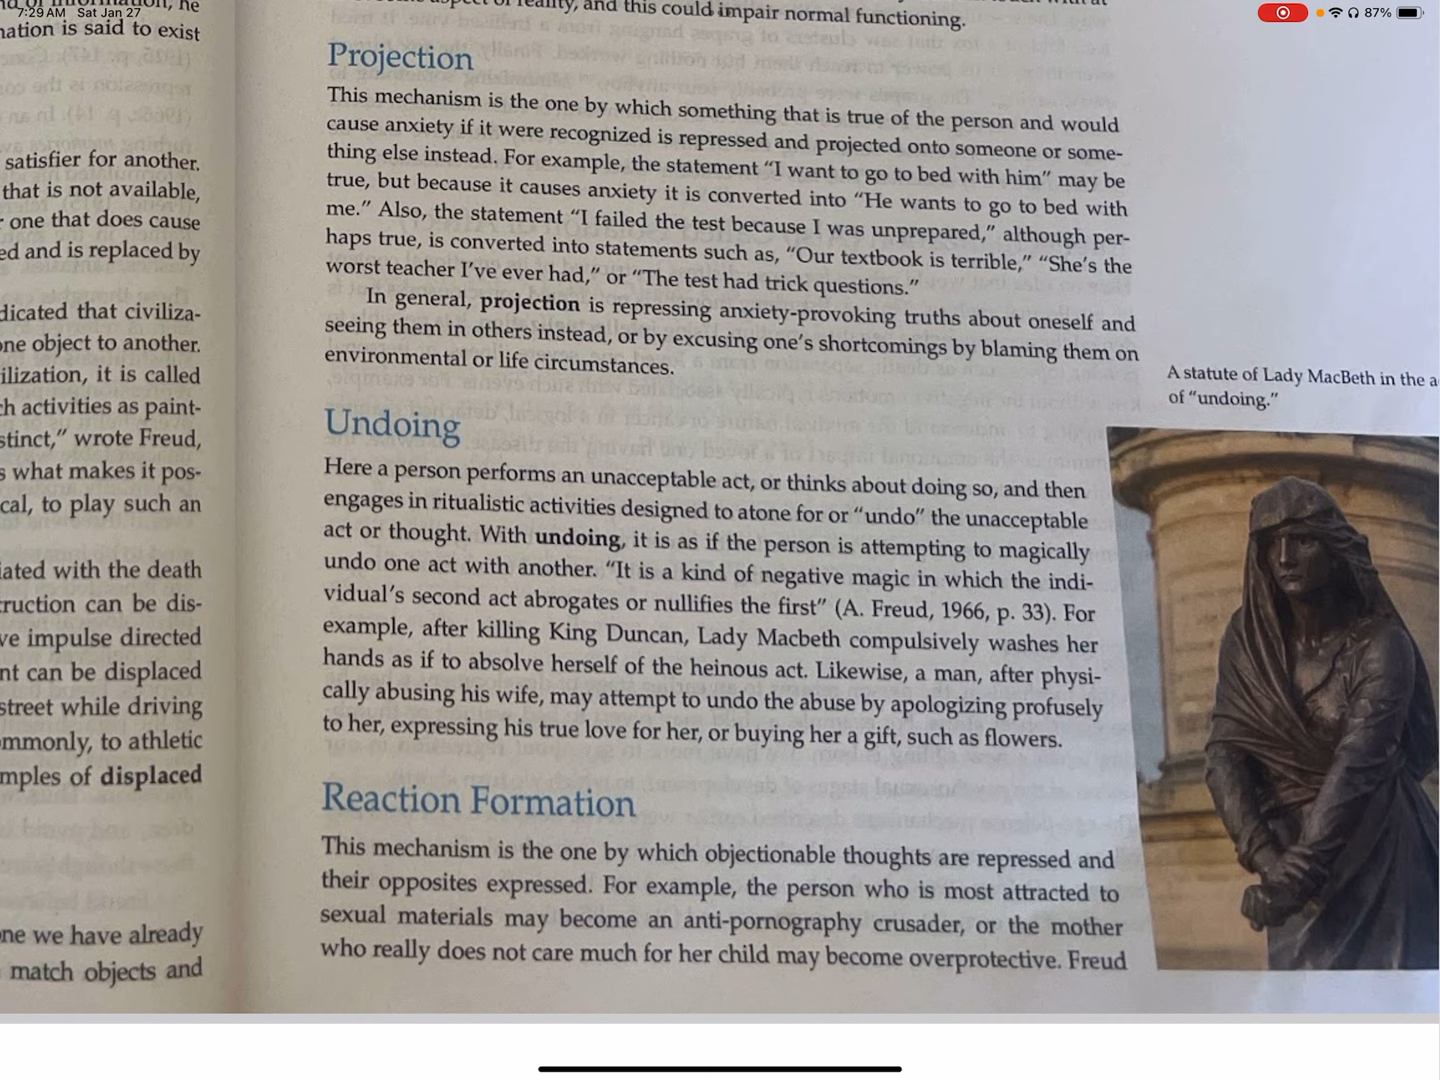 7:29 AM Sat Jan 27
87%
nation is said to exist
satisfier for another.
that is not available,
one that does cause
ed and is replaced by
dicated that civiliza-
one object to another.
ilization, it is called
ch activities as paint-
stinct,” wrote Freud,
s what makes it pos-
cal, to play such an
iated with the death
truction can be dis-
ve impulse directed
nt can be displaced
street while driving
mmonly, to athletic
mples of displaced
ne we have already
match objects and
of reality, and this could impair normal functioning.
Projection
This mechanism is the one by which something that is true of the person and would
cause anxiety if it were recognized is repressed and projected onto someone or some-
thing else instead. For example, the statement “I want to go to bed with him” may be
true, but because it causes anxiety it is converted into “He wants to go to bed with
me.” Also, the statement “I failed the test because I was unprepared,” although per-
haps true, is converted into statements such as, “Our textbook is terrible,” “She’s the
worst teacher I’ve ever had,” or “The test had trick questions.”
In general, projection is repressing anxiety-provoking truths about oneself and
seeing them in others instead, or by excusing one’s shortcomings by blaming them on
environmental or life circumstances.
Undoing
Here a person performs an unacceptable act, or thinks about doing so, and then
engages in ritualistic activities designed to atone for or “undo” the unacceptable
act or thought. With undoing, it is as if the person is attempting to magically
undo one act with another. “It is a kind of negative magic in which the indi-
vidual’s second act abrogates or nullifies the first” (A. Freud, 1966, p. 33). For
example, after killing King Duncan, Lady Macbeth compulsively washes her
hands as if to absolve herself of the heinous act. Likewise, a man, after physi-
cally abusing his wife, may attempt to undo the abuse by apologizing profusely
to her, expressing his true love for her, or buying her a gift, such as flowers.
Reaction Formation
This mechanism is the one by which objectionable thoughts are repressed and
their opposites expressed. For example, the person who is most attracted to
sexual materials may become an anti-pornography crusader, or the mother
who really does not care much for her child may become overprotective. Freud
A statute of Lady MacBeth in the a
of “undoing.”